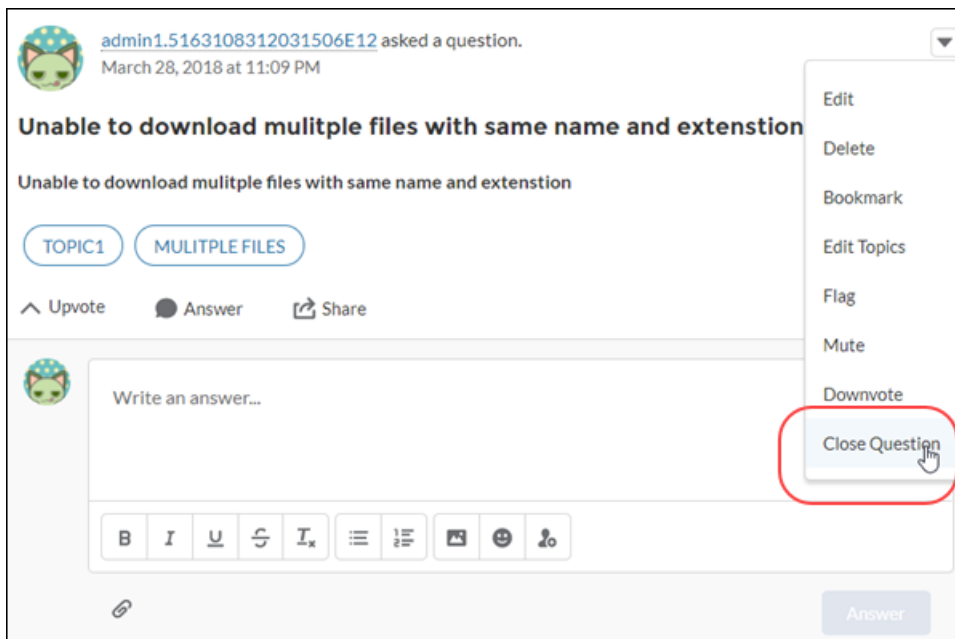 admin1.5163108312031506E12 asked a question.
March 28, 2018 at 11:09 PM
Unable to download mulitple files with same name and extenstion
Unable to download mulitple files with same name and extenstion
TOPIC1 MULITPLE FILES
Upvote Answer Share
Write an answer...
B I U S Tx
Answer
Edit
Delete
Bookmark
Edit Topics
Flag
Mute
Downvote
Close Question